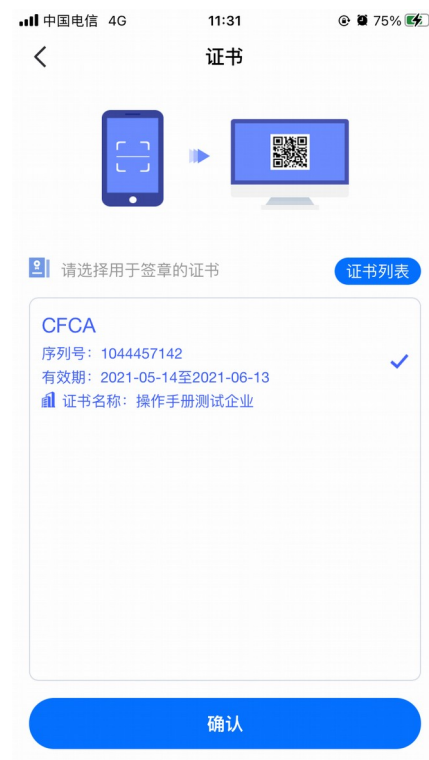 中国电信 4G 11:31 75%
证书
请选择用于签章的证书 证书列表
CFCA
序列号：1044457142
有效期：2021-05-14至2021-06-13
证书名称：操作手册测试企业
确认